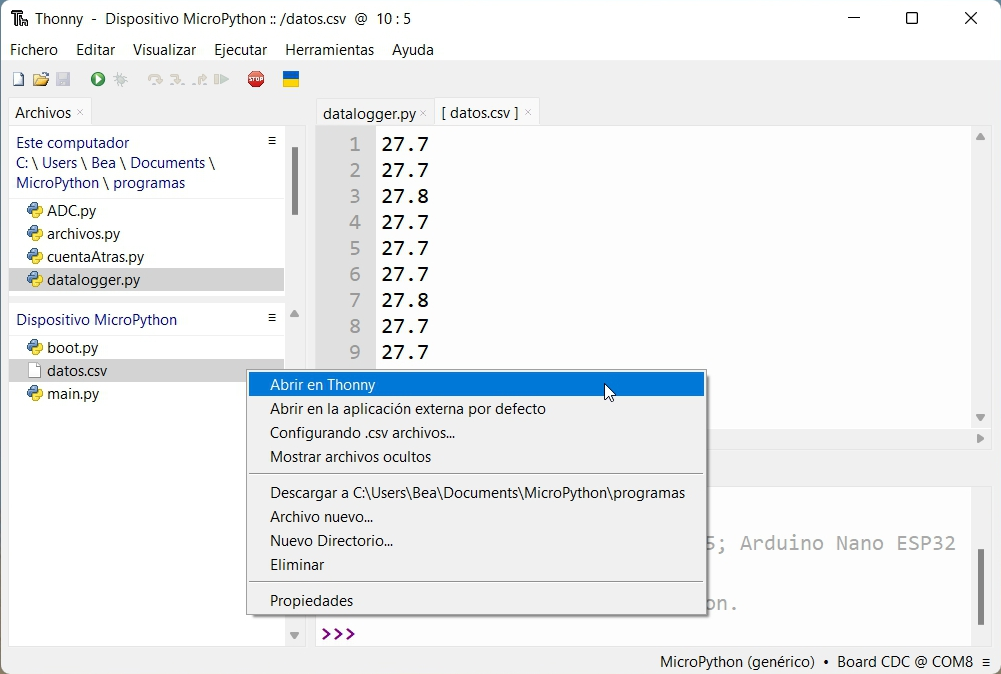 Thonny - Dispositivo MicroPython :: /datos.csv @ 10 : 5
Fichero Editar Visualizar Ejecutar Herramientas Ayuda
STOP
Archivos ×
Este computador
C: \ Users \ Bea \ Documents \
MicroPython \ programas
ADC.py
archivos.py
cuentaAtras.py
datalogger.py
Dispositivo MicroPython
boot.py
datos.csv
main.py
datalogger.py × [ datos.csv ] ×
1 27.7
2 27.7
3 27.8
4 27.7
5 27.7
6 27.7
7 27.8
8 27.7
9 27.7
Abrir en Thonny
Abrir en la aplicación externa por defecto
Configurando .csv archivos...
Mostrar archivos ocultos
Descargar a C:\Users\Bea\Documents\MicroPython\programas
Archivo nuevo...
Nuevo Directorio...
Eliminar
Propiedades
; Arduino Nano ESP32
on.
>>>
MicroPython (genérico) • Board CDC @ COM8 ≡